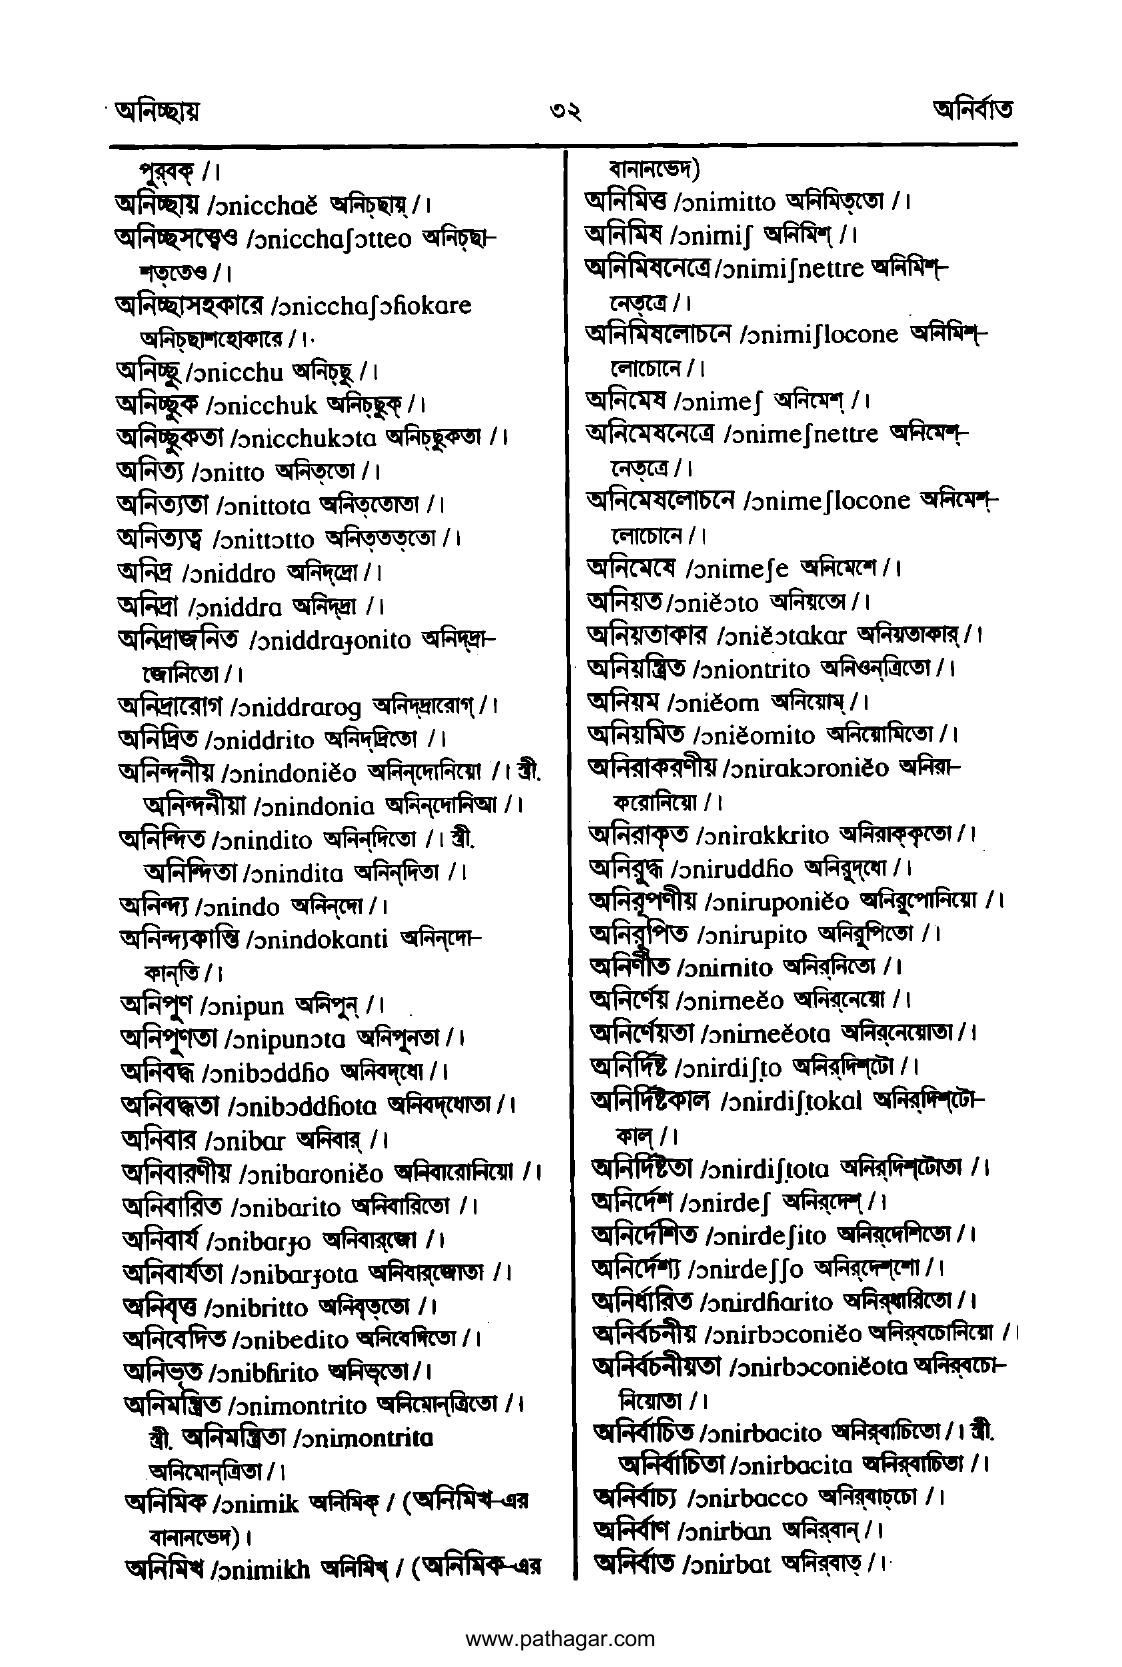 অনিচ্ছায় ৩২ অনির্বাত
পুর্‌বক্ /।
অনিচ্ছায় /ɔnicchaĕ অনিচ্‌ছায়্ /।
অনিচ্ছসত্ত্বেও /ɔnicchaʃɔtteo অনিচ্‌ছা–
শত্‌তেও /।
অনিচ্ছাসহকারে /ɔnicchaʃɔɦokare
অনিচ্‌ছাশহোকারে /।
অনিচ্ছু /ɔnicchu অনিচ্‌ছু /।
অনিচ্ছুক /ɔnicchuk অনিচ্‌ছুক্ /।
অনিচ্ছুকতা /ɔnicchukɔta অনিচ্‌ছুকতা /।
অনিত্য /ɔnitto অনিত্‌তো /।
অনিত্যতা /ɔnittota অনিত্‌তোতা /।
অনিত্যত্ব /ɔnittɔtto অনিত্‌তত্‌তো /।
অনিদ্র /ɔniddro অনিদ্‌দ্রো /।
অনিদ্রা /ɔniddra অনিদ্‌দ্রা /।
অনিদ্রাজনিত /ɔniddraɟonito অনিদ্‌দ্রা–
জোনিতো /।
অনিদ্রারোগ /ɔniddrarog অনিদ্‌দ্রারোগ্ /।
অনিদ্রিত /ɔniddrito অনিদ্‌দ্রিতো /।
অনিন্দনীয় /ɔnindoniĕo অনিন্‌দোনিয়ো /। স্ত্রী.
অনিন্দনীয়া /ɔnindonia অনিন্‌দোনিআ /।
অনিন্দিত /ɔnindito অনিন্‌দিতো /। স্ত্রী.
অনিন্দিতা /ɔnindita অনিন্‌দিতা /।
অনিন্দ্য /ɔnindo অনিন্‌দো /।
অনিন্দ্যকান্তি /ɔnindokanti অনিন্‌দো–
কান্‌তি /।
অনিপুণ /ɔnipun অনিপুন্ /।
অনিপুণতা /ɔnipunɔta অনিপুনতা /।
অনিবদ্ধ /ɔnibɔddɦo অনিবদ্‌ধো /।
অনিবদ্ধতা /ɔnibɔddɦota অনিবদ্‌ধোতা /।
অনিবার /ɔnibar অনিবার্ /।
অনিবারণীয় /ɔnibaroniĕo অনিবারোনিয়ো /।
অনিবারিত /ɔnibarito অনিবারিতো /।
অনিবার্য /ɔnibarɟo অনিবার্‌জো /।
অনিবার্যতা /ɔnibarɟota অনিবার্‌জোতা /।
অনিবৃত্ত /ɔnibritto অনিবৃত্‌তো /।
অনিবেদিত /ɔnibedito অনিবেদিতো /।
অনিভৃত /ɔnibɦrito অনিভৃতো /।
অনিমন্ত্রিত /ɔnimontrito অনিমোন্‌ত্রিতো /।
স্ত্রী. অনিমন্ত্রিতা /ɔnimontrita
অনিমোন্‌ত্রিতা /।
অনিমিক /ɔnimik অনিমিক্ / (অনিমিখ–এর
বানানভেদ) ।
অনিমিখ /ɔnimikh অনিমিখ্ / (অনিমিক–এর
বানানভেদ)
অনিমিত্ত /ɔnimitto অনিমিত্‌তো /।
অনিমিষ /ɔnimiʃ অনিমিশ্ /।
অনিমিষনেত্রে /ɔnimiʃnettre অনিমিশ্–
নেত্‌ত্রে /।
অনিমিষলোচনে /ɔnimiʃlocone অনিমিশ্–
লোচোনে /।
অনিমেষ /ɔnimeʃ অনিমেশ্ /।
অনিমেষনেত্রে /ɔnimeʃnettre অনিমেশ্–
নেত্‌ত্রে /।
অনিমেষলোচনে /ɔnimeʃlocone অনিমেশ্–
লোচোনে /।
অনিমেষে /ɔnimeʃe অনিমেশে /।
অনিয়ত /ɔniĕɔto অনিয়তো /।
অনিয়তাকার /ɔniĕɔtakar অনিয়তাকার্ /।
অনিয়ন্ত্রিত /ɔniontrito অনিওন্‌ত্রিতো /।
অনিয়ম /ɔniĕom অনিয়োম্ /।
অনিয়মিত /ɔniĕomito অনিয়োমিতো /।
অনিরাকরণীয় /ɔnirakɔroniĕo অনিরা–
করোনিয়ো /।
অনিরাকৃত /ɔnirakkrito অনিরাক্‌কৃতো /।
অনিরুদ্ধ /ɔniruddɦo অনিরুদ্‌ধো /।
অনিরূপণীয় /ɔniruponiĕo অনিরুপোনিয়ো /।
অনিরূপিত /ɔnirupito অনিরুপিতো /।
অনির্ণীত /ɔnirnito অনির্‌নিতো /।
অনির্ণেয় /ɔnirneĕo অনির্‌নেয়ো /।
অনির্ণেয়তা /ɔnirneĕota অনির্‌নেয়োতা /।
অনির্দিষ্ট /ɔnirdiʃṭo অনির্‌দিশ্‌টো /।
অনির্দিষ্টকাল /ɔnirdiʃṭokal অনির্‌দিশ্‌টো–
কাল্ /।
অনির্দিষ্টতা /ɔnirdiʃṭota অনির্‌দিশ্‌টোতা /।
অনির্দেশ /ɔnirdeʃ অনির্‌দেশ্ /।
অনির্দেশিত /ɔnirdeʃito অনির্‌দেশিতো /।
অনির্দেশ্য /ɔnirdeʃʃo অনির্‌দেশ্‌শো /।
অনির্ধারিত /ɔnirdɦarito অনির্‌ধারিতো /।
অনির্বচনীয় /ɔnirbɔconiĕo অনির্‌বচোনিয়ো /।
অনির্বচনীয়তা /ɔnirbɔconiĕota অনির্‌বচো–
নিয়োতা /।
অনির্বাচিত /ɔnirbacito অনির্‌বাচিতো /। স্ত্রী.
অনির্বাচিতা /ɔnirbacita অনির্‌বাচিতা /।
অনির্বাচ্য /ɔnirbacco অনির্‌বাচ্‌চো /।
অনির্বাণ /ɔnirban অনির্‌বান্ /।
অনির্বাত /ɔnirbat অনির্‌বাত্ /।
www.pathagar.com